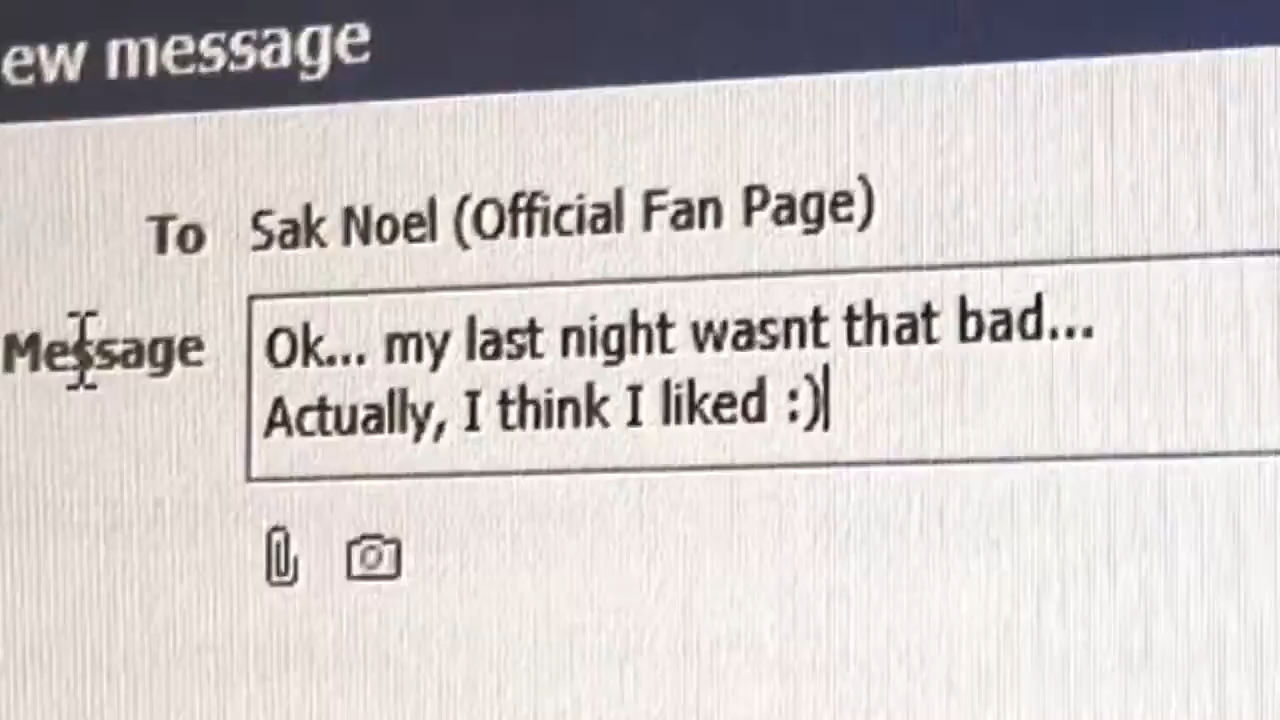 ew message
To Sak Noel (Official Fan Page)
Message
Ok... my last night wasnt that bad...
Actually, I think I liked :)